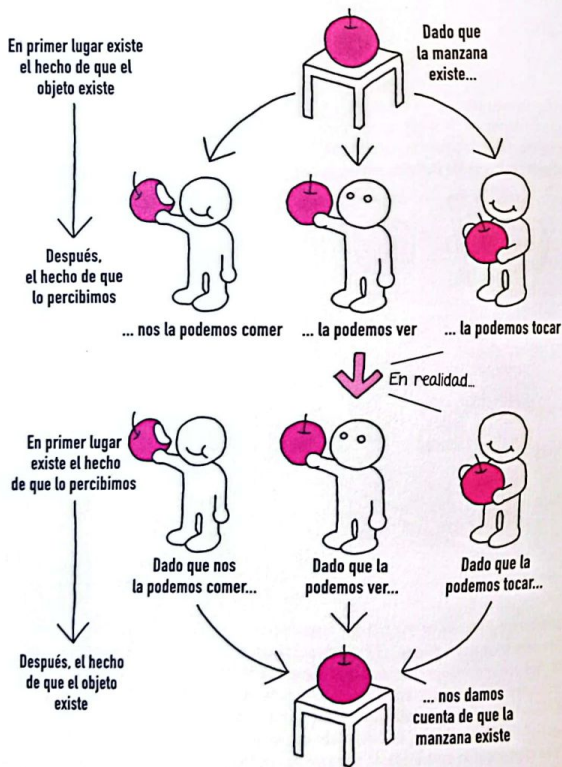 En primer lugar existe
el hecho de que el
objeto existe
Dado que
la manzana
existe...
Después,
el hecho de que
lo percibimos
... nos la podemos comer
... la podemos ver
... la podemos tocar
En realidad...
En primer lugar
existe el hecho
de que lo percibimos
Dado que nos
la podemos comer...
Dado que la
podemos ver...
Dado que la
podemos tocar...
Después, el hecho
de que el objeto
existe
... nos damos
cuenta de que la
manzana existe